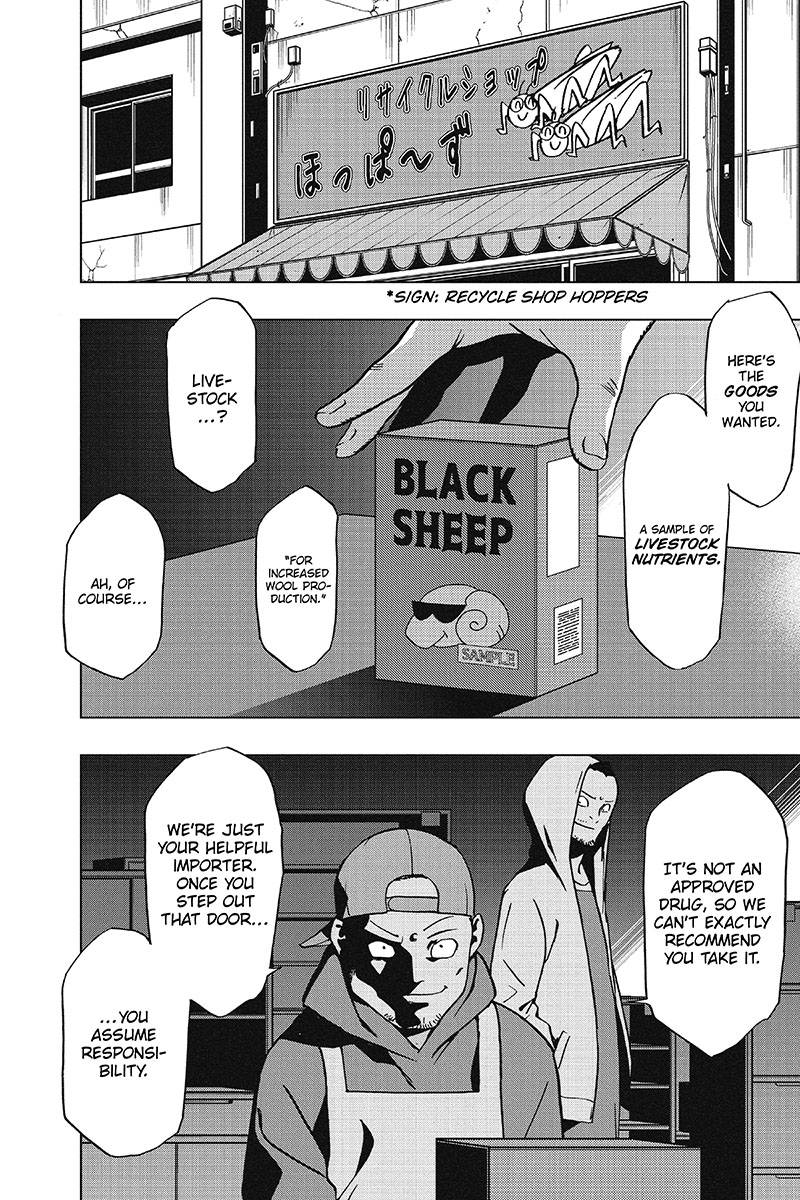 リサイクルショップ
ほっぱ〜ず
*SIGN: RECYCLE SHOP HOPPERS
HERE'S
THE
GOODS
YOU
WANTED.
A SAMPLE OF
LIVESTOCK
NUTRIENTS.
LIVE-
STOCK
...?
"FOR
INCREASED
WOOL PRO-
DUCTION."
AH, OF
COURSE...
BLACK
SHEEP
SAMPLE
IT'S NOT AN
APPROVED
DRUG, SO WE
CAN'T EXACTLY
RECOMMEND
YOU TAKE IT.
WE'RE JUST
YOUR HELPFUL
IMPORTER.
ONCE YOU
STEP OUT
THAT DOOR...
...YOU
ASSUME
RESPONSI-
BILITY.